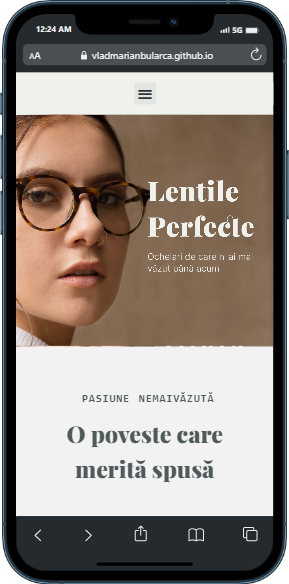 12:24 AM
5G
AA
vladmarianbularca.github.io
Lentile
Perfecte
Ochelari de care n-ai mai
văzut până acum
PASIUNE NEMAIVĂZUTĂ
O poveste care
merită spusă